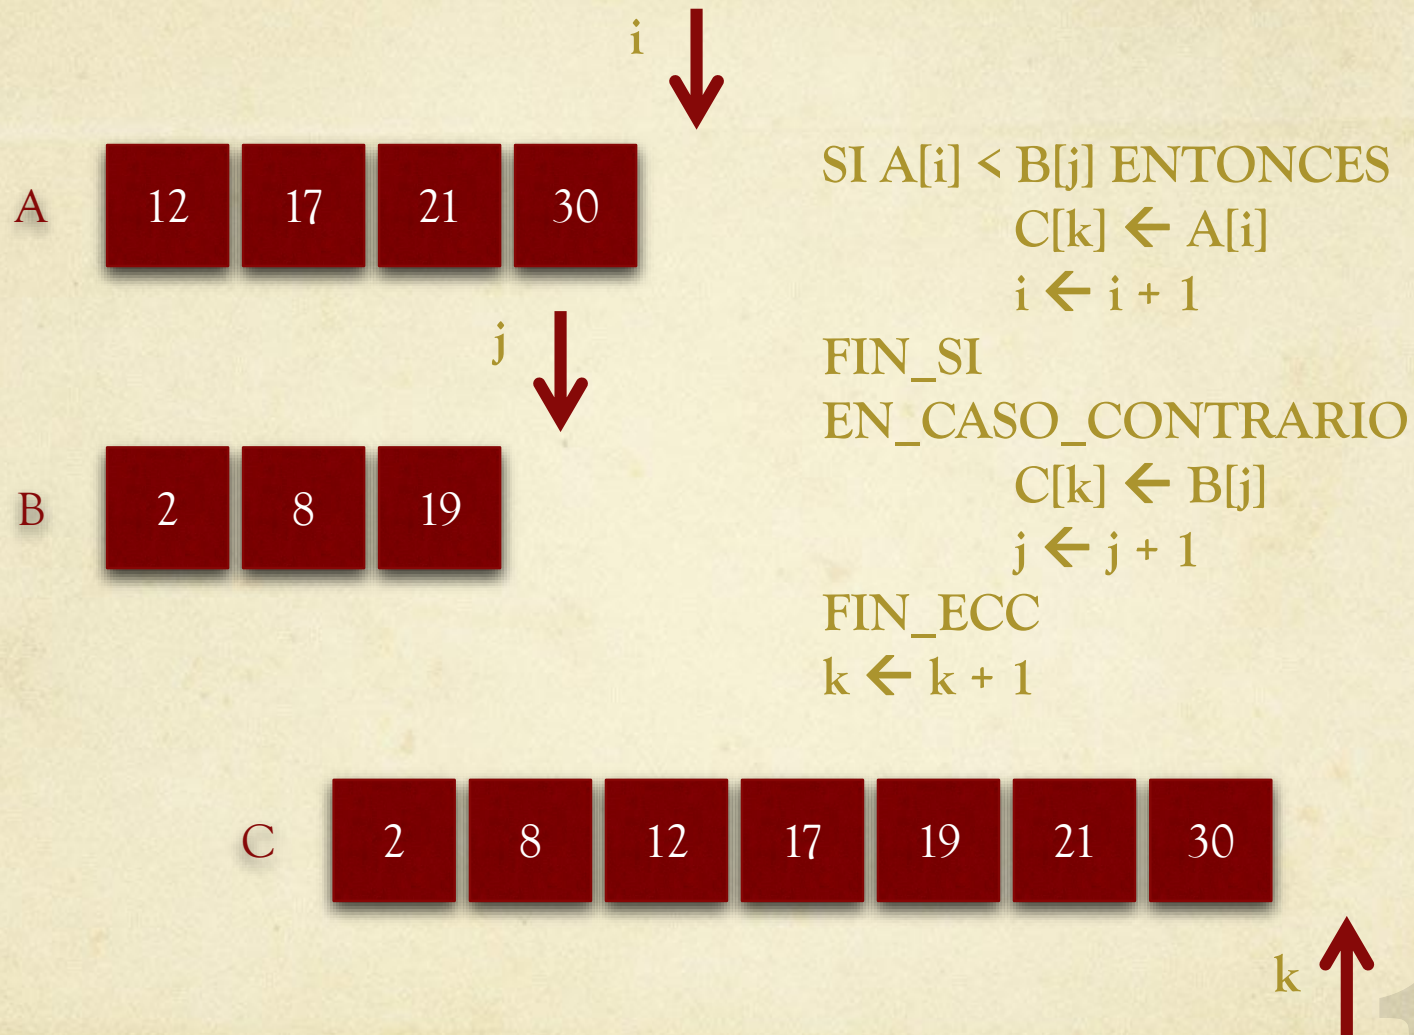 i
A 12 17 21 30
j
B 2 8 19
SI A[i] < B[j] ENTONCES
C[k] ← A[i]
i ← i + 1
FIN_SI
EN_CASO_CONTRARIO
C[k] ← B[j]
j ← j + 1
FIN_ECC
k ← k + 1
C 2 8 12 17 19 21 30
k